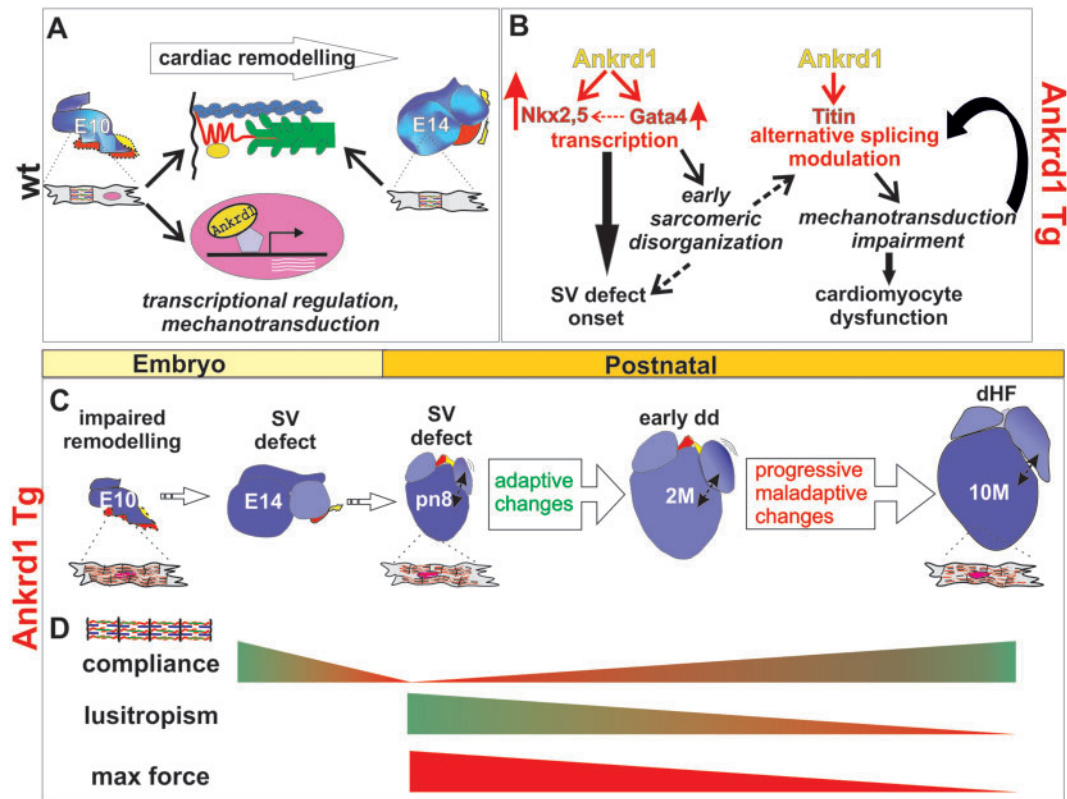 A
cardiac remodelling
E10
E14
wt
Ankrd1
transcriptional regulation,
mechanotransduction
B
Ankrd1
Nkx2,5
Gata4
transcription
early
sarcomeric
disorganization
SV defect
onset
Ankrd1
Titin
alternative splicing
modulation
mechanotransduction
impairment
cardiomyocyte
dysfunction
Ankrd1 Tg
Embryo
Postnatal
C
impaired
remodelling
E10
SV
defect
E14
SV
defect
pn8
adaptive
changes
early dd
2M
progressive
maladaptive
changes
dHF
10M
Ankrd1 Tg
D
compliance
lusitropism
max force